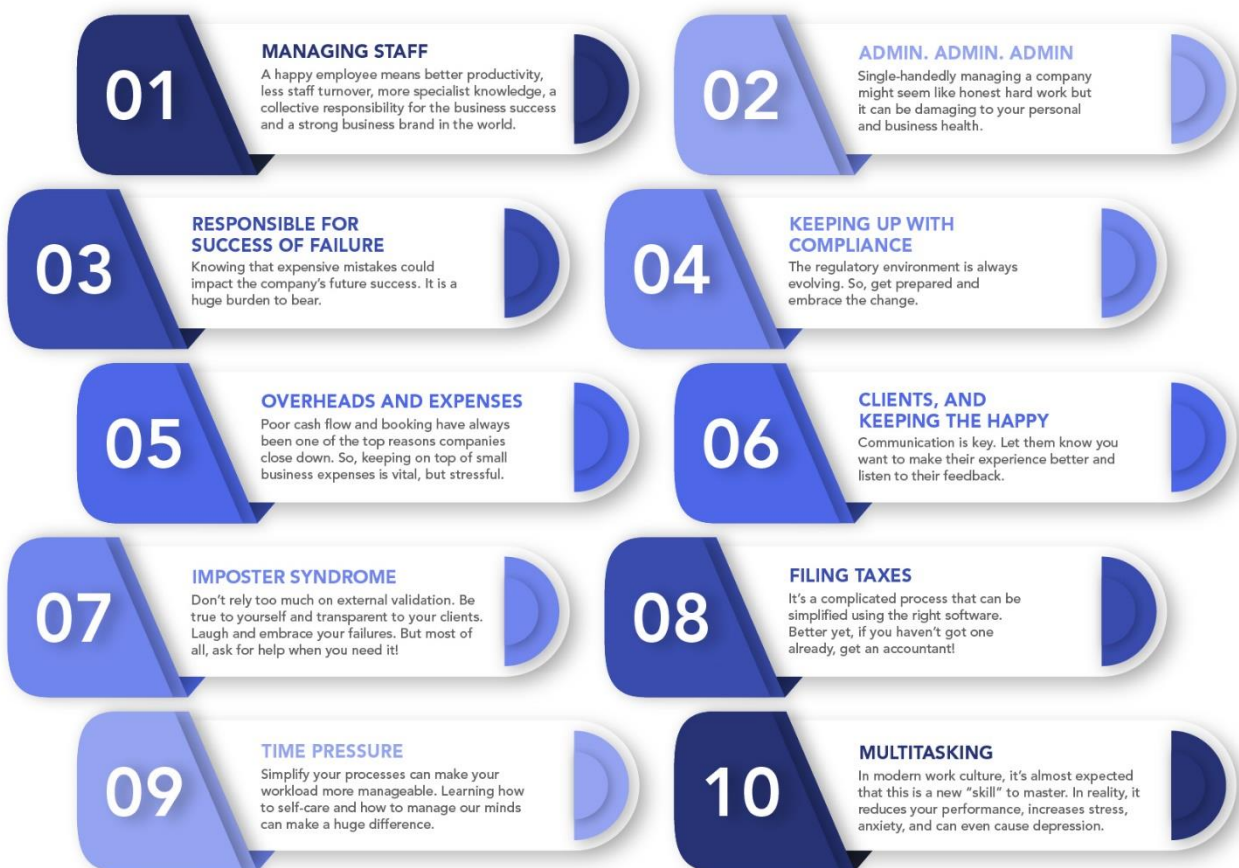 01
MANAGING STAFF
A happy employee means better productivity,
less staff turnover, more specialist knowledge, a
collective responsibility for the business success
and a strong business brand in the world.
02
ADMIN. ADMIN. ADMIN
Single-handedly managing a company
might seem like honest hard work but
it can be damaging to your personal
and business health.
03
RESPONSIBLE FOR
SUCCESS OF FAILURE
Knowing that expensive mistakes could
impact the company's future success. It is a
huge burden to bear.
04
KEEPING UP WITH
COMPLIANCE
The regulatory environment is always
evolving. So, get prepared and
embrace the change.
05
OVERHEADS AND EXPENSES
Poor cash flow and booking have always
been one of the top reasons companies
close down. So, keeping on top of small
business expenses is vital, but stressful.
06
CLIENTS, AND
KEEPING THE HAPPY
Communication is key. Let them know you
want to make their experience better and
listen to their feedback.
07
IMPOSTER SYNDROME
Don't rely too much on external validation. Be
true to yourself and transparent to your clients.
Laugh and embrace your failures. But most of
all, ask for help when you need it!
08
FILING TAXES
It's a complicated process that can be
simplified using the right software.
Better yet, if you haven't got one
already, get an accountant!
09
TIME PRESSURE
Simplify your processes can make your
workload more manageable. Learning how
to self-care and how to manage our minds
can make a huge difference.
10
MULTITASKING
In modern work culture, it's almost expected
that this is a new "skill" to master. In reality, it
reduces your performance, increases stress,
anxiety, and can even cause depression.